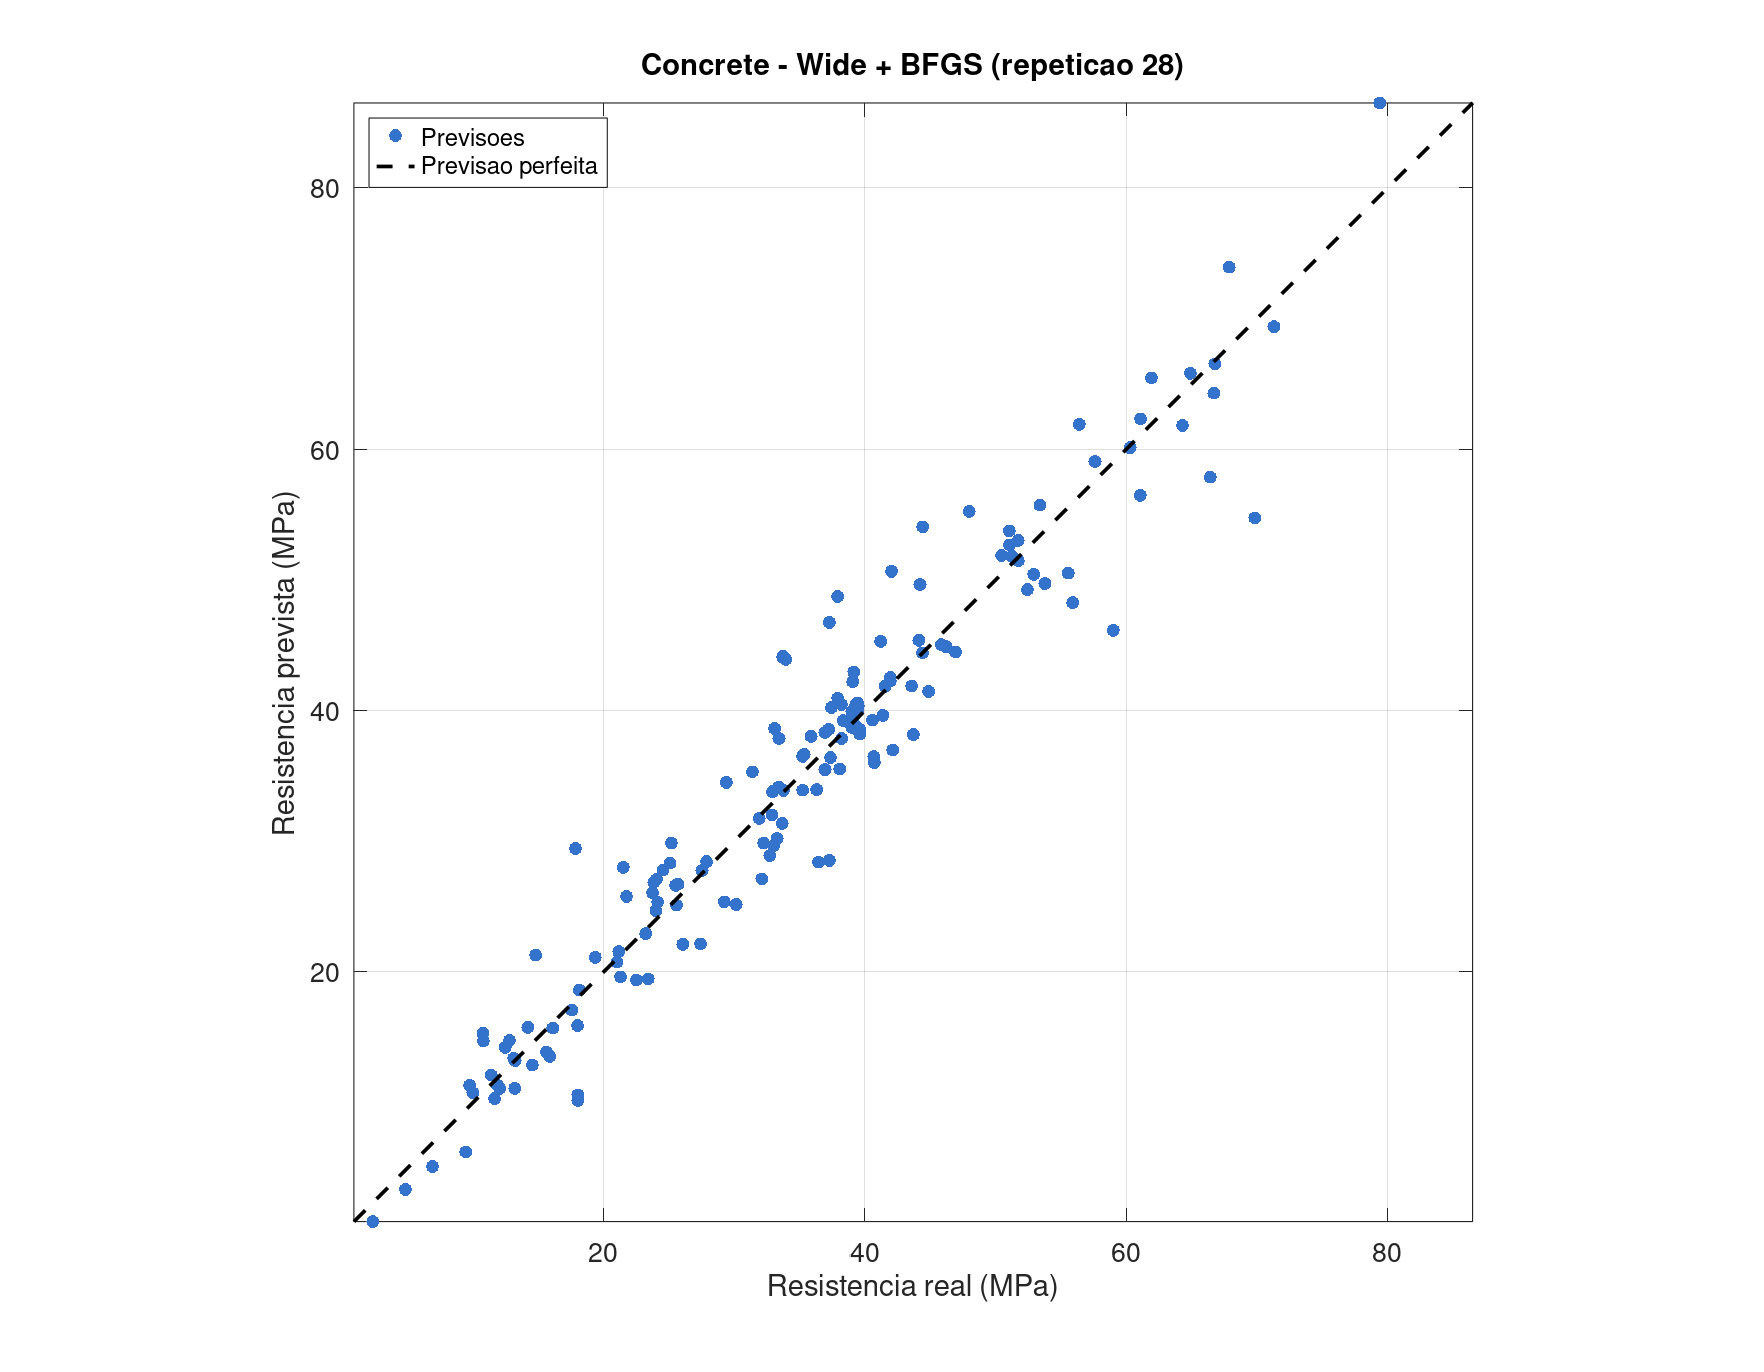 Concrete - Wide + BFGS (repeticao 28)
Previsoes
Previsao perfeita
80
60
40
20
Resistencia prevista (MPa)
20 40 60 80
Resistencia real (MPa)